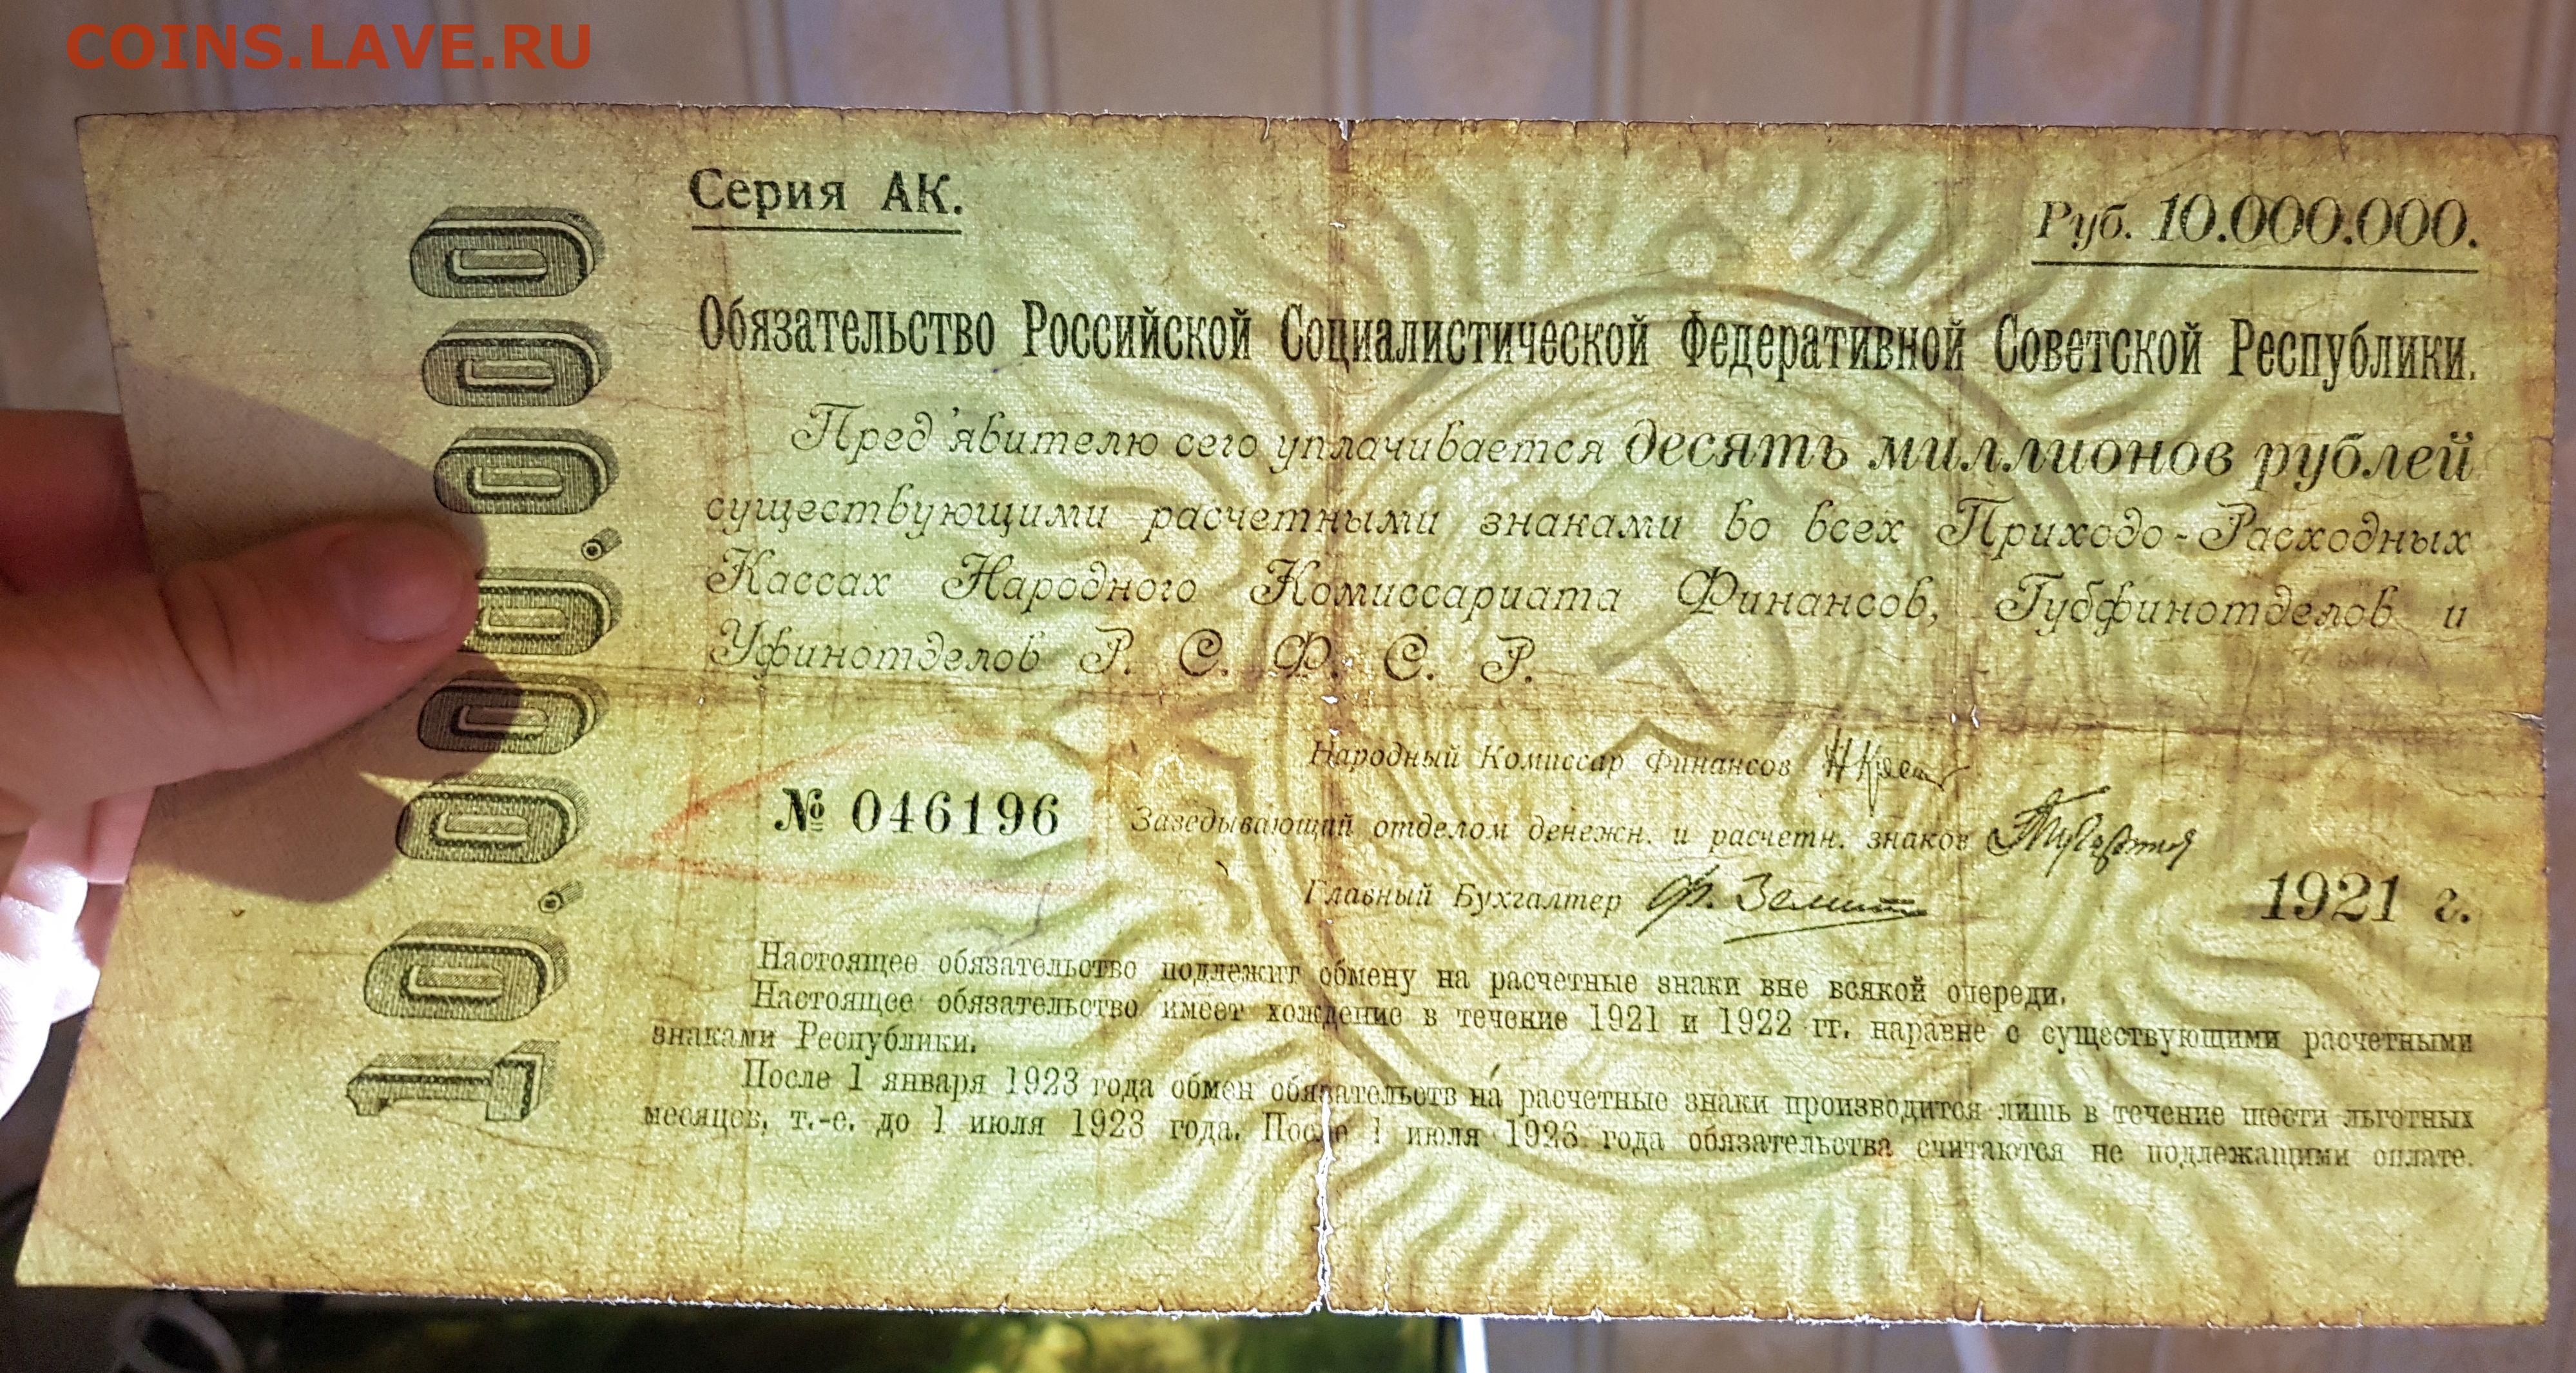 COINS.LAVE.RU
Серия АК.
Руб. 10.000.000.
10.000.000
Обязательство Российской Социалистической Федеративной Советской Республики.
Пред'явителю сего уплачивается десять миллионов рублей
существующими расчетными знаками во всех Приходо-Расходных
Кассах Народного Комиссариата Финансов, Губфинотделов и
Уфинотделов Р. С. Ф. С. Р.
Народный Комиссар Финансов
№ 046196
Заведывающий отделом денежн. и расчетн. знаков
Главный Бухгалтер
1921 г.
Настоящее обязательство подлежит обмену на расчетные знаки вне всякой очереди.
Настоящее обязательство имеет хождение в течение 1921 и 1922 гг. наравне с существующими расчетными
знаками Республики.
После 1 января 1923 года обмен обязательств на расчетные знаки производится лишь в течение шести льготных
месяцев, т.-е. до 1 июля 1923 года. После 1 июля 1923 года обязательства считаются не подлежащими оплате.